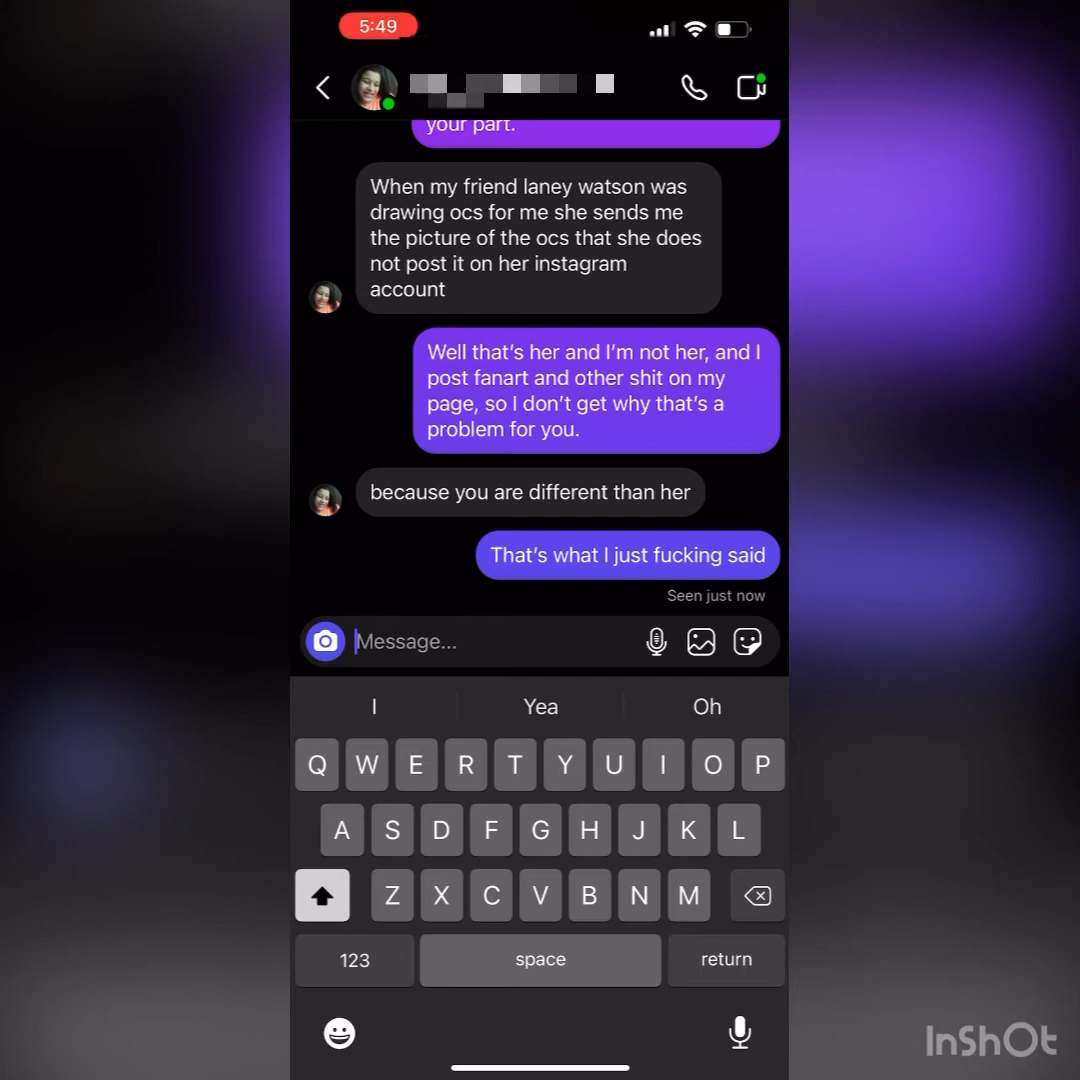 5:49
your part.
When my friend laney watson was
drawing ocs for me she sends me
the picture of the ocs that she does
not post it on her instagram
account
Well that’s her and I’m not her, and I
post fanart and other shit on my
page, so I don’t get why that’s a
problem for you.
because you are different than her
That’s what I just fucking said
Seen just now
Message...
I Yea Oh
Q W E R T Y U I O P
A S D F G H J K L
Z X C V B N M
123 space return
InShOt